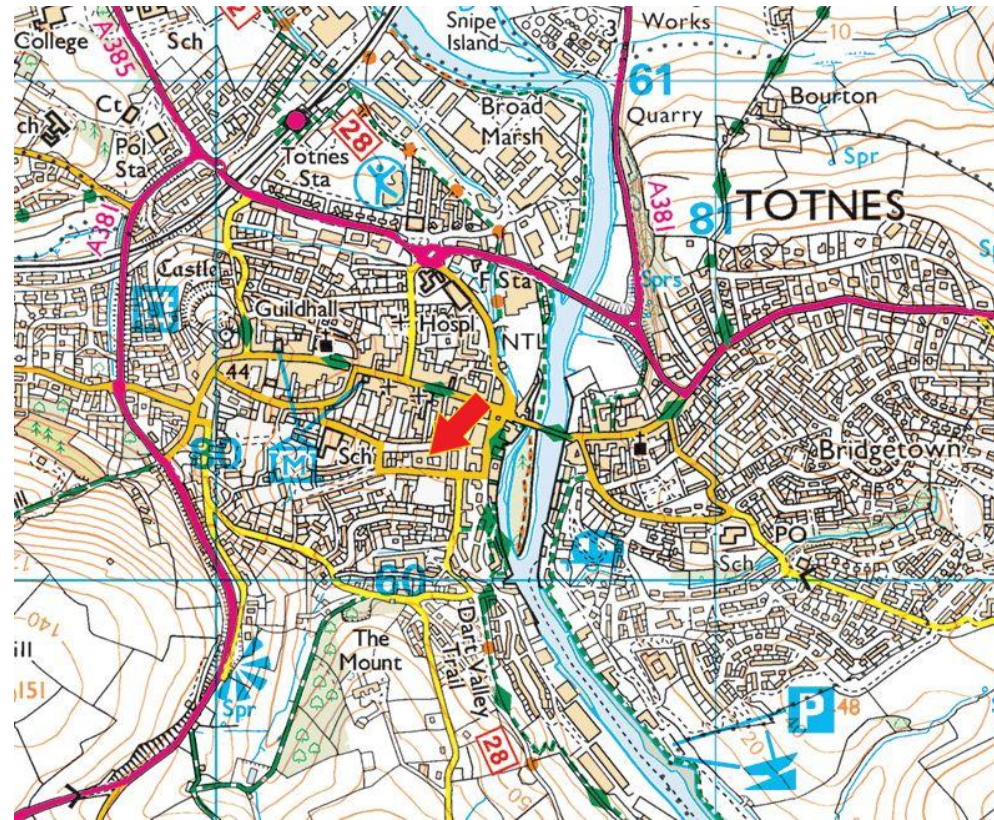 College
A385
Sch
Snipe
Island
Works
10
61
Quarry
Bourton
Spr
Ct
Pol
Sta
28
Totnes
Sta
Broad
Marsh
A381
A381
81
TOTNES
Castle
Guildhall
Hospl
F Sta
Sprs
NTL
44
80
M
Sch
Bridgetown
PO
Sch
60
The
Mount
Dart Valley
Trail
140
151
Spr
28
50
P
48
20